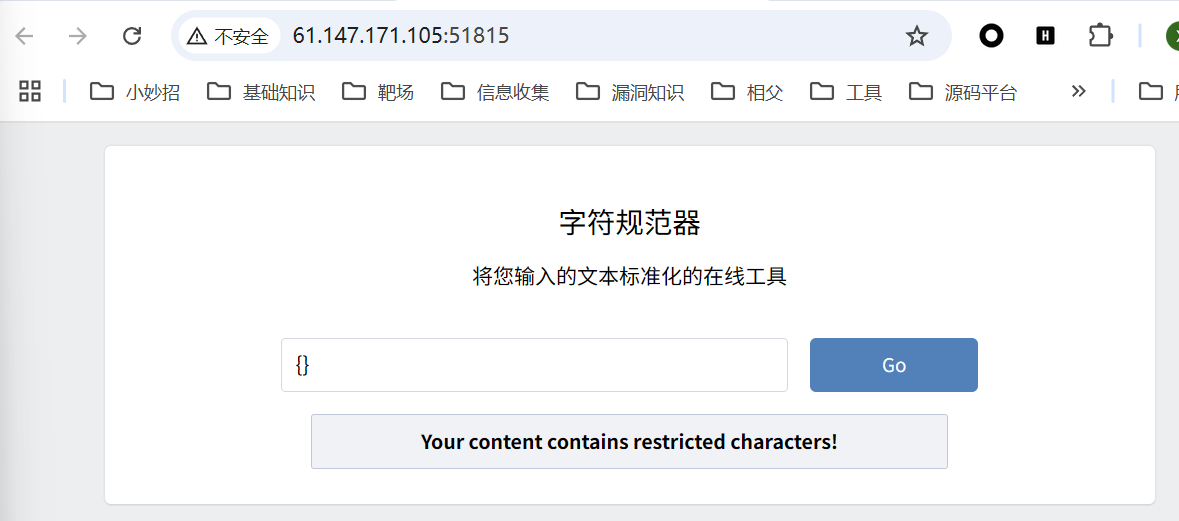 不安全 61.147.171.105:51815
小妙招 基础知识 靶场 信息收集 漏洞知识 相父 工具 源码平台
字符规范器
将您输入的文本标准化的在线工具
{} Go
Your content contains restricted characters!